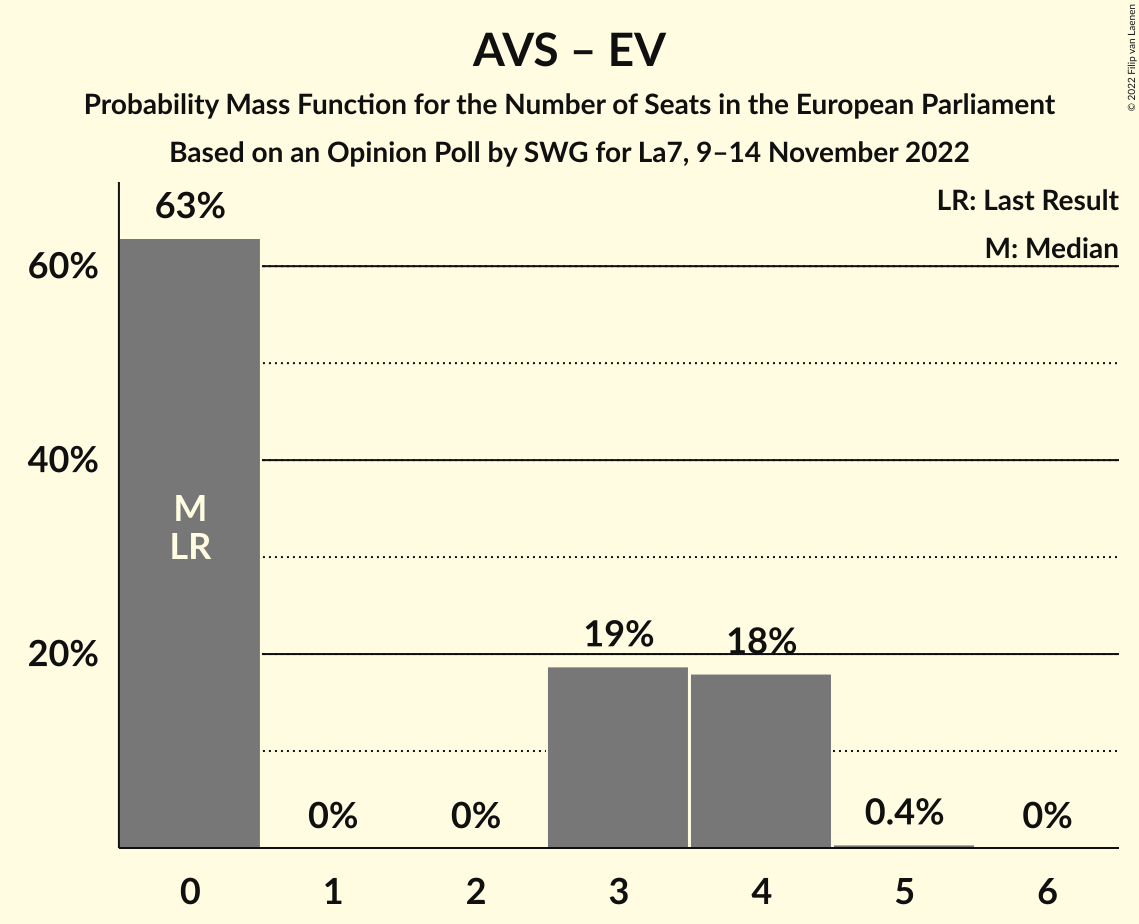 AVS – EV
Probability Mass Function for the Number of Seats in the European Parliament
Based on an Opinion Poll by SWG for La7, 9–14 November 2022
© 2022 Filip van Laenen
LR: Last Result
M: Median
63%
60%
40%
20%
M
LR
0%
0%
19%
18%
0.4%
0%
0
1
2
3
4
5
6